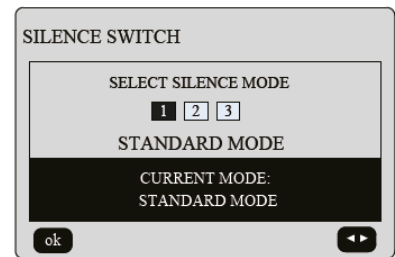 SILENCE SWITCH
SELECT SILENCE MODE
1 2 3
STANDARD MODE
CURRENT MODE:
STANDARD MODE
ok